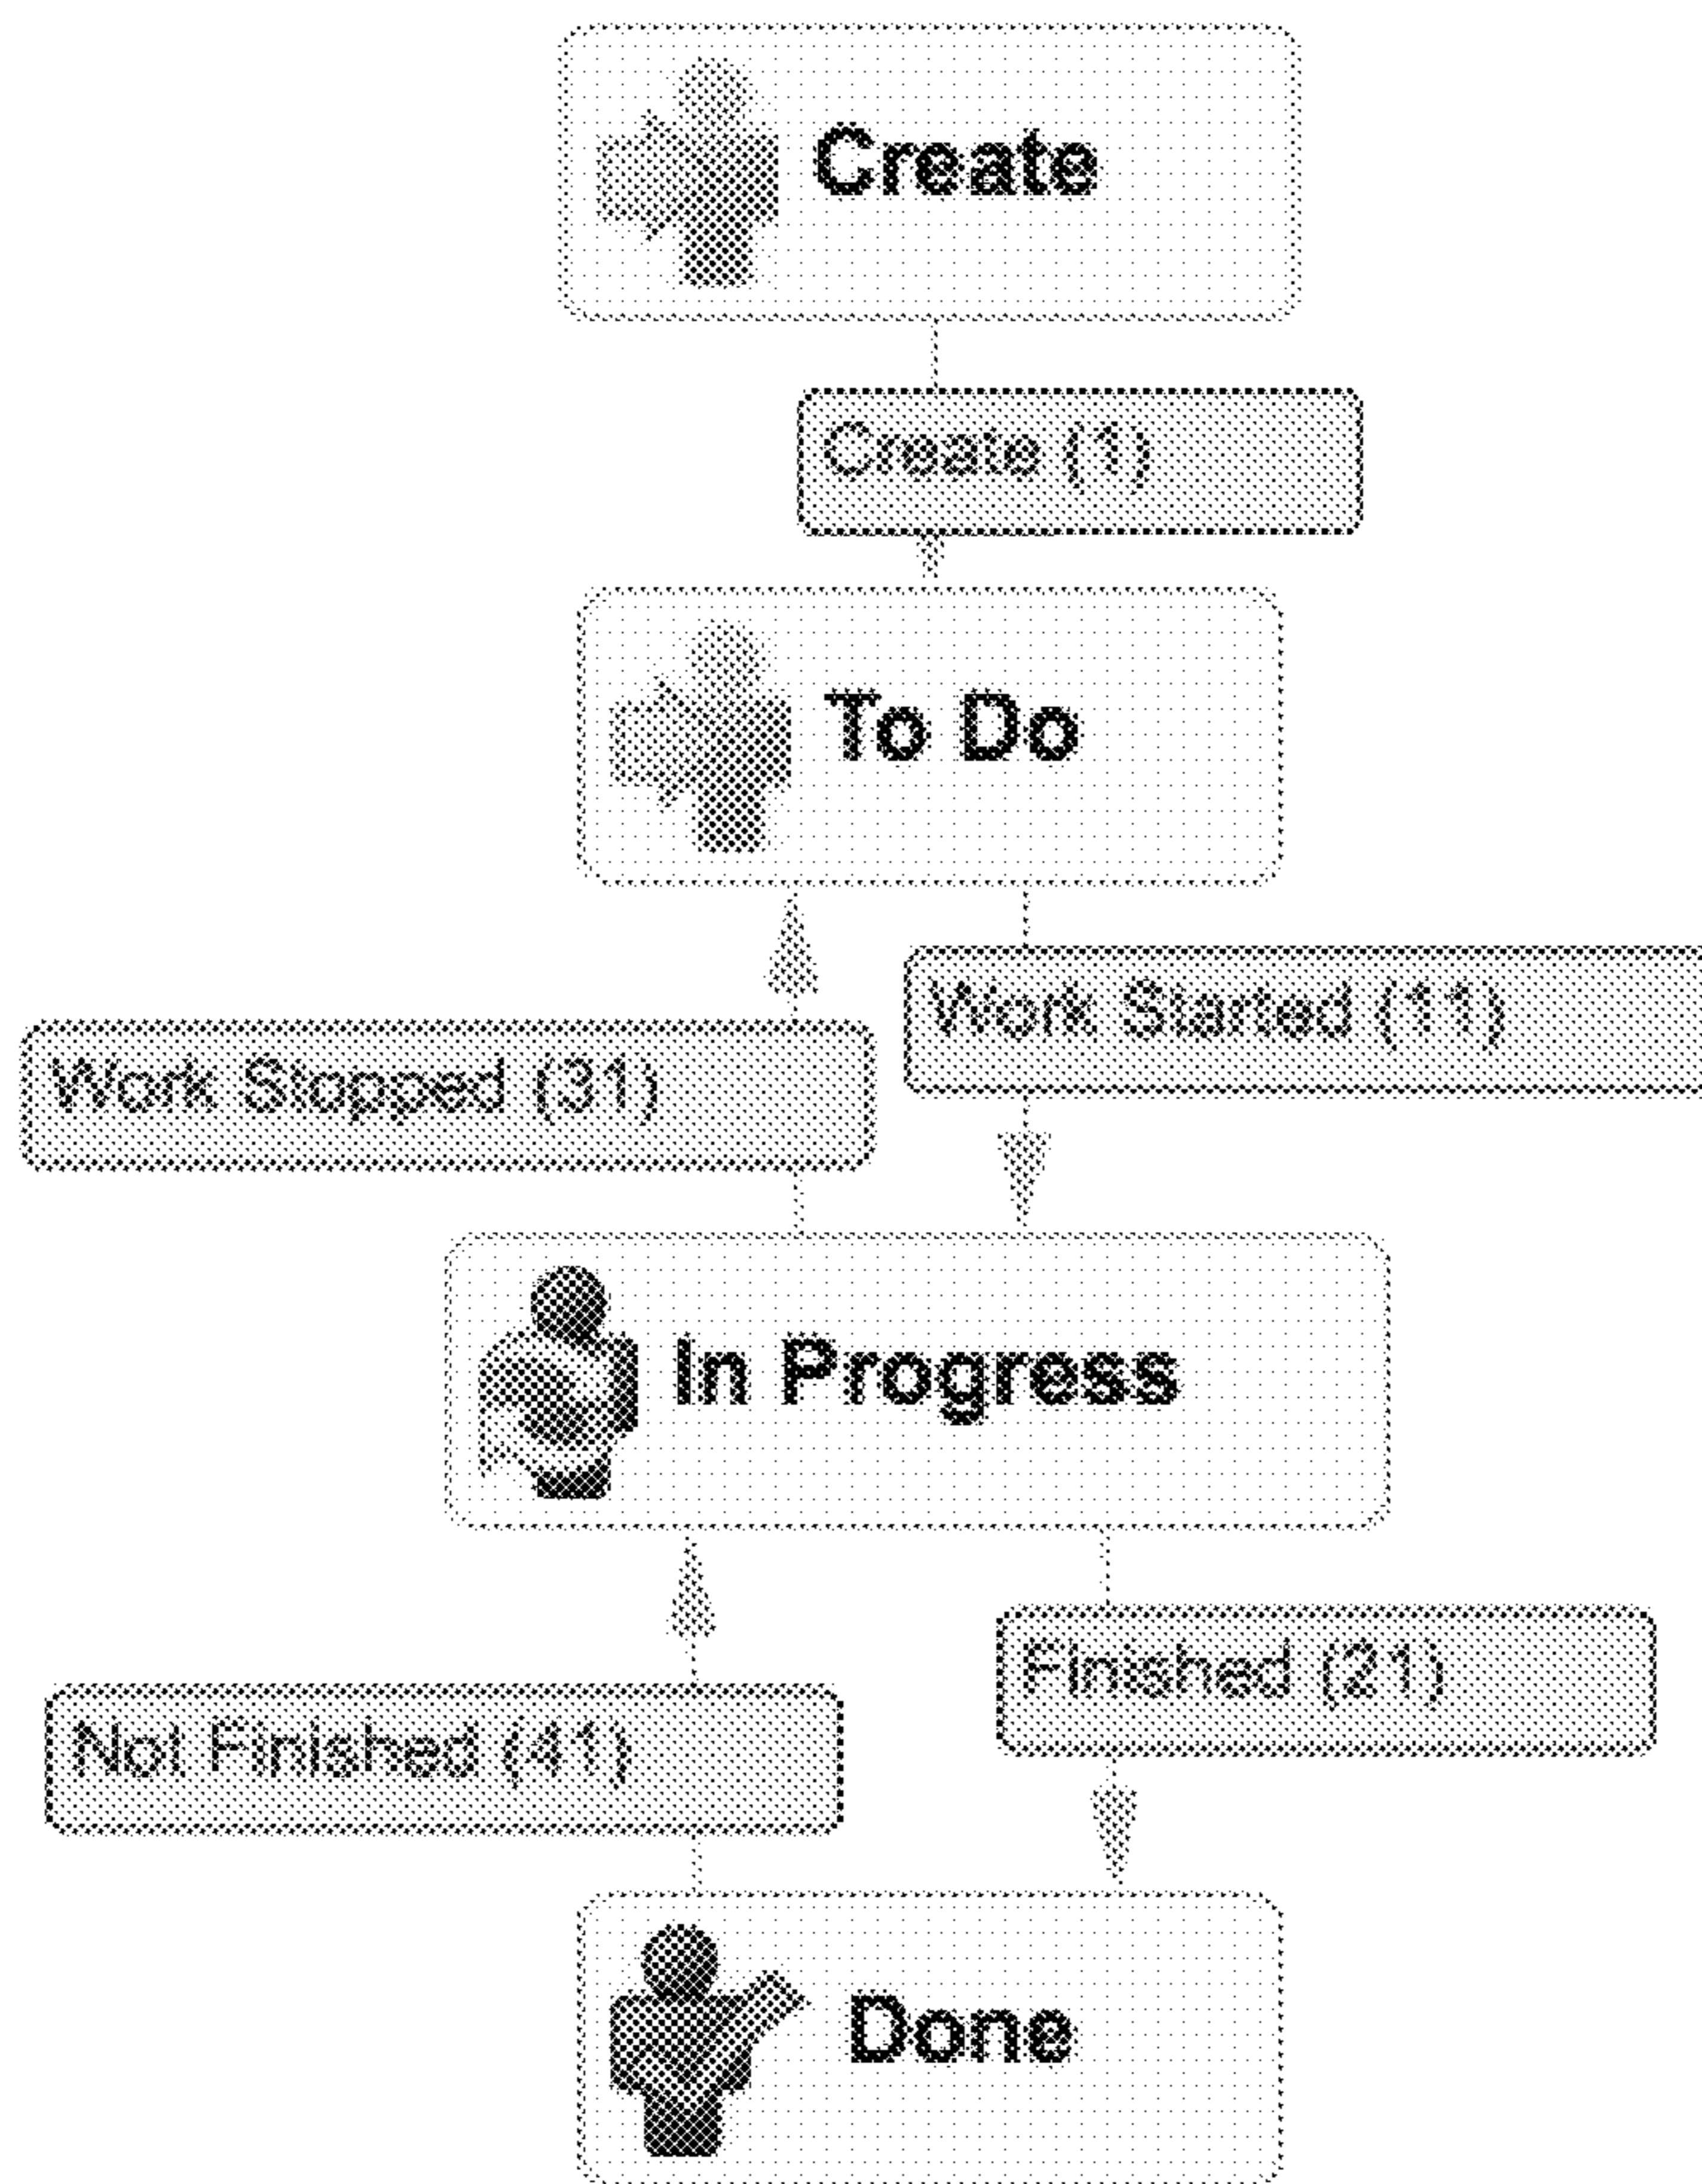 Create
Create (1)
To Do
Work Started (11)
Work Stopped (31)
In Progress
Finished (21)
Not Finished (41)
Done